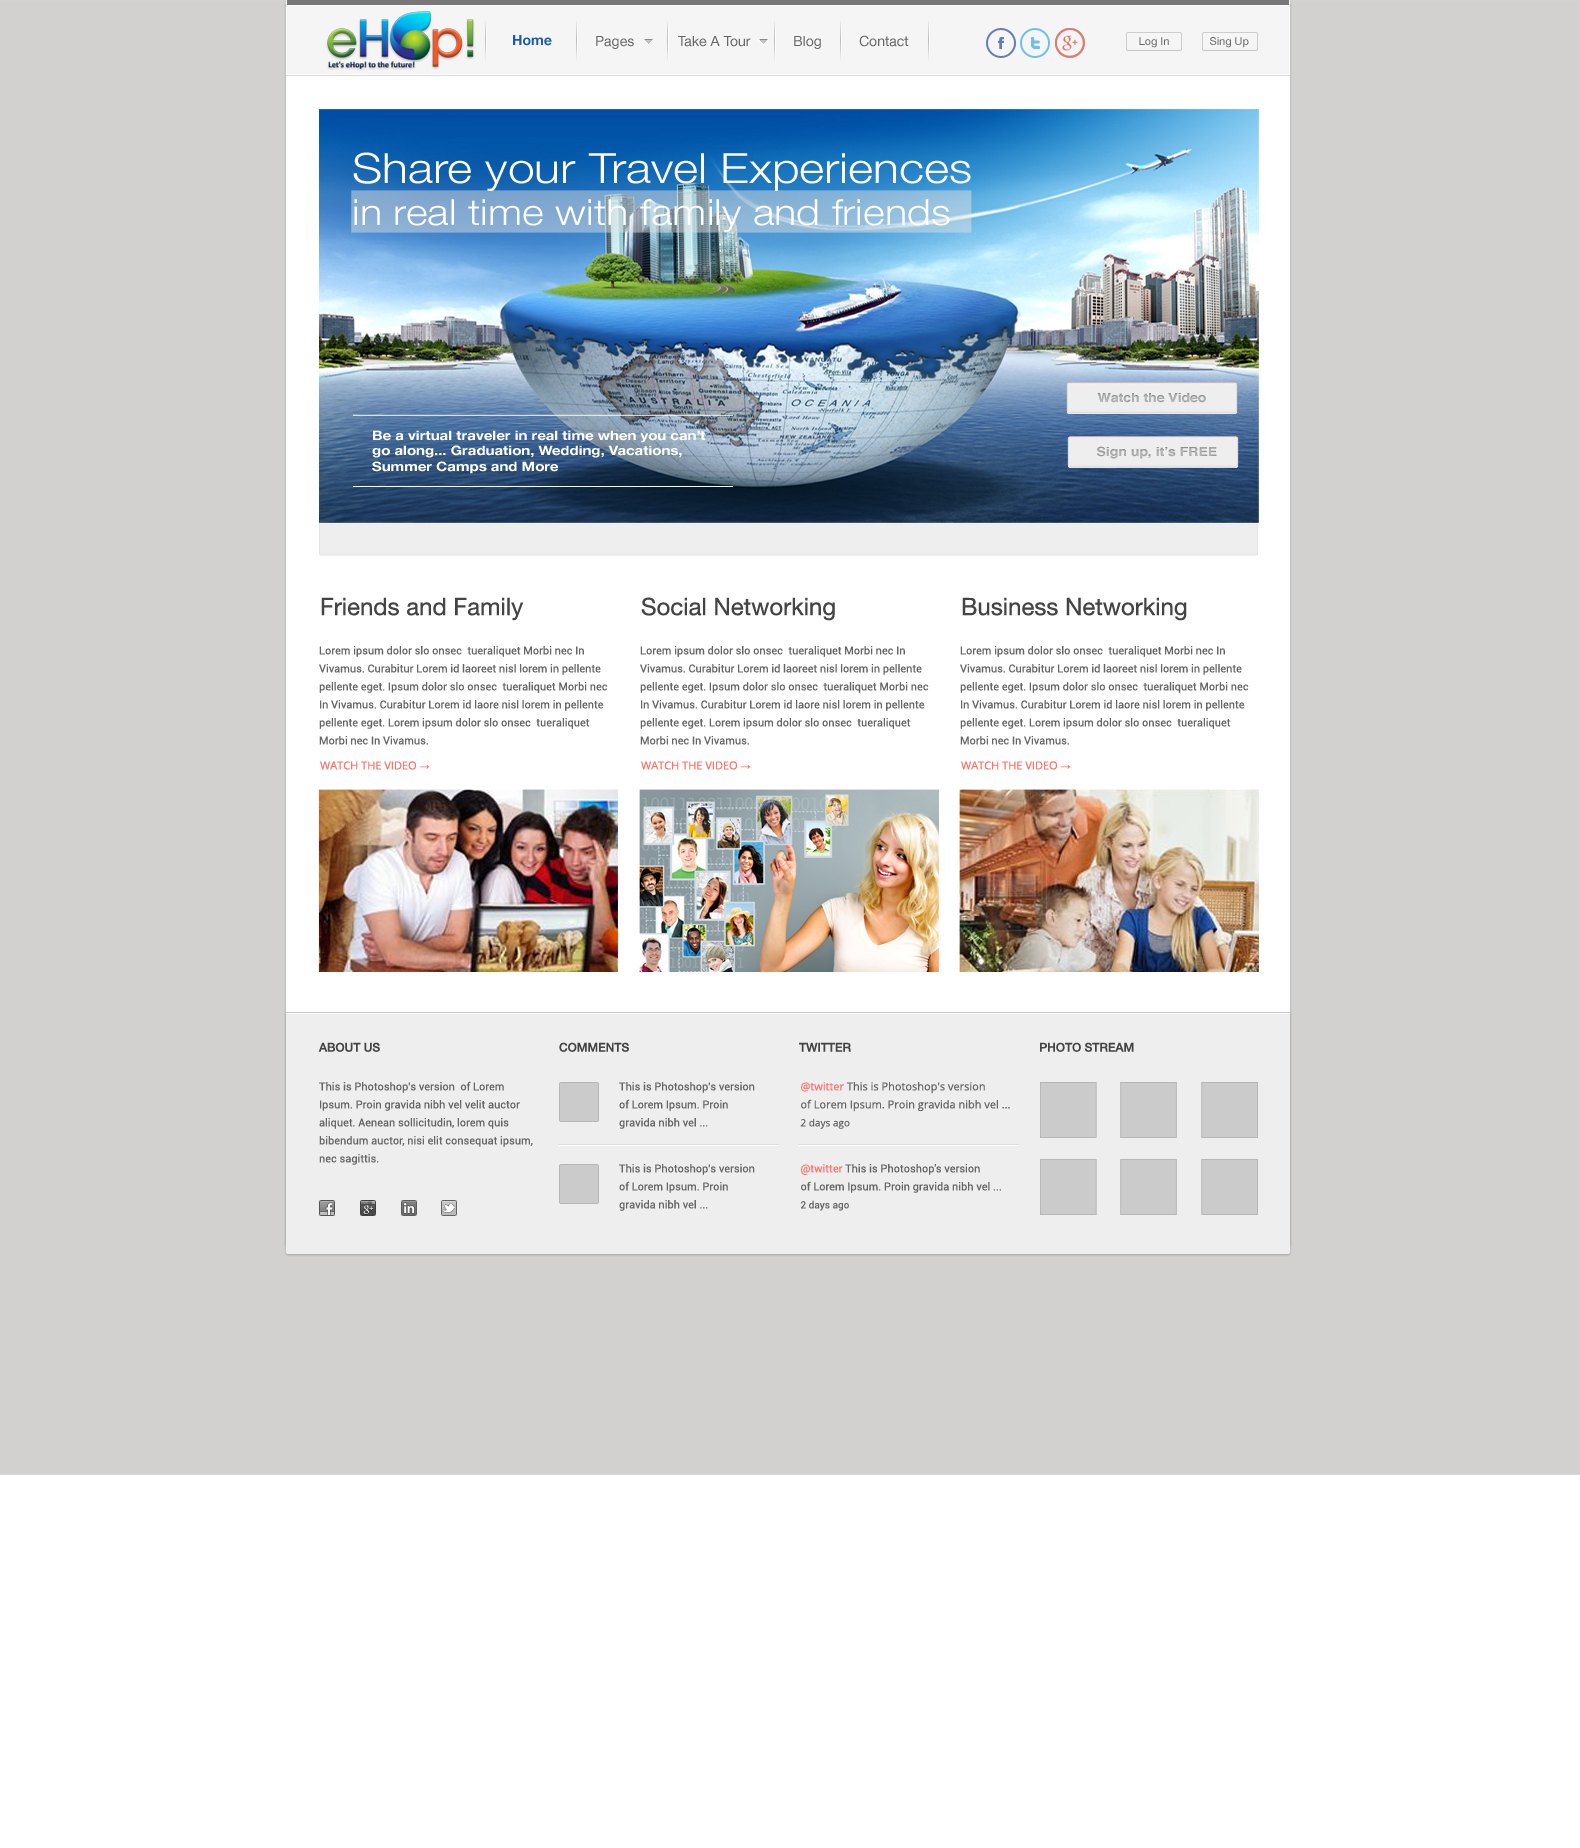 eHop!
Let's eHop! to the future!
Home
Pages
Take A Tour
Blog
Contact
f
t
g+
Log In
Sing Up
Share your Travel Experiences
in real time with family and friends
AUSTRALIA
OCEANIA
NEW ZEALAND
VANUATU
Northern
Territory
Western
South
Queensland
Chesterfield
Be a virtual traveler in real time when you can't
go along... Graduation, Wedding, Vacations,
Summer Camps and More
Watch the Video
Sign up, it's FREE
Friends and Family
Lorem ipsum dolor slo onsec tueraliquet Morbi nec In
Vivamus. Curabitur Lorem id laoreet nisl lorem in pellente
pellente eget. Ipsum dolor slo onsec tueraliquet Morbi nec
In Vivamus. Curabitur Lorem id laore nisl lorem in pellente
pellente eget. Lorem ipsum dolor slo onsec tueraliquet
Morbi nec In Vivamus.
WATCH THE VIDEO →
Social Networking
Lorem ipsum dolor slo onsec tueraliquet Morbi nec In
Vivamus. Curabitur Lorem id laoreet nisl lorem in pellente
pellente eget. Ipsum dolor slo onsec tueraliquet Morbi nec
In Vivamus. Curabitur Lorem id laore nisl lorem in pellente
pellente eget. Lorem ipsum dolor slo onsec tueraliquet
Morbi nec In Vivamus.
WATCH THE VIDEO →
Business Networking
Lorem ipsum dolor slo onsec tueraliquet Morbi nec In
Vivamus. Curabitur Lorem id laoreet nisl lorem in pellente
pellente eget. Ipsum dolor slo onsec tueraliquet Morbi nec
In Vivamus. Curabitur Lorem id laore nisl lorem in pellente
pellente eget. Lorem ipsum dolor slo onsec tueraliquet
Morbi nec In Vivamus.
WATCH THE VIDEO →
ABOUT US
This is Photoshop's version of Lorem
Ipsum. Proin gravida nibh vel velit auctor
aliquet. Aenean sollicitudin, lorem quis
bibendum auctor, nisi elit consequat ipsum,
nec sagittis.
f
g+
in
COMMENTS
This is Photoshop's version
of Lorem Ipsum. Proin
gravida nibh vel ...
This is Photoshop's version
of Lorem Ipsum. Proin
gravida nibh vel ...
TWITTER
@twitter This is Photoshop's version
of Lorem Ipsum. Proin gravida nibh vel ...
2 days ago
@twitter This is Photoshop's version
of Lorem Ipsum. Proin gravida nibh vel ...
2 days ago
PHOTO STREAM